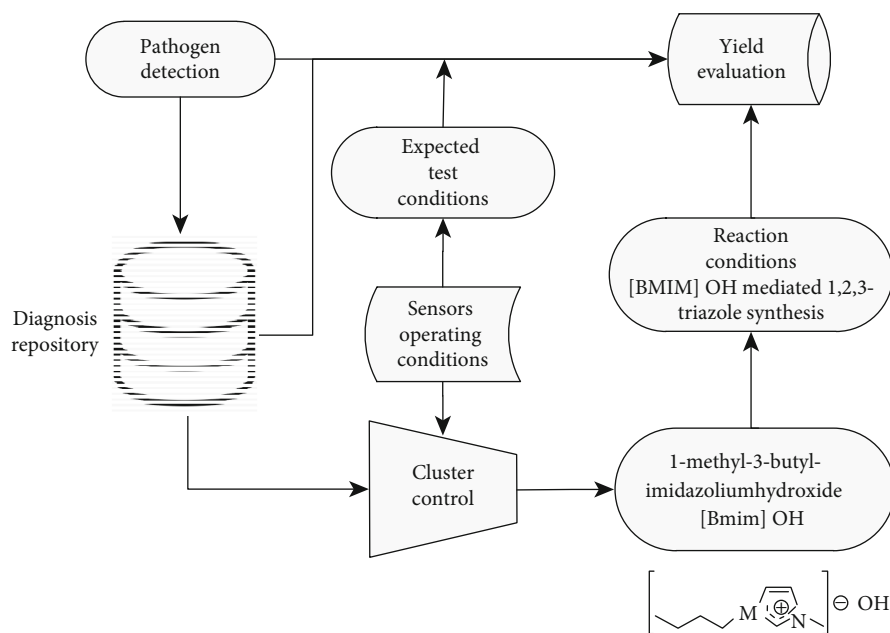 Pathogen
detection
Yield
evaluation
Expected
test
conditions
Reaction
conditions
[BMIM] OH mediated 1,2,3-
triazole synthesis
Diagnosis
repository
Sensors
operating
conditions
Cluster
control
1-methyl-3-butyl-
imidazoliumhydroxide
[Bmim] OH
M ⊕ N ⊖ OH